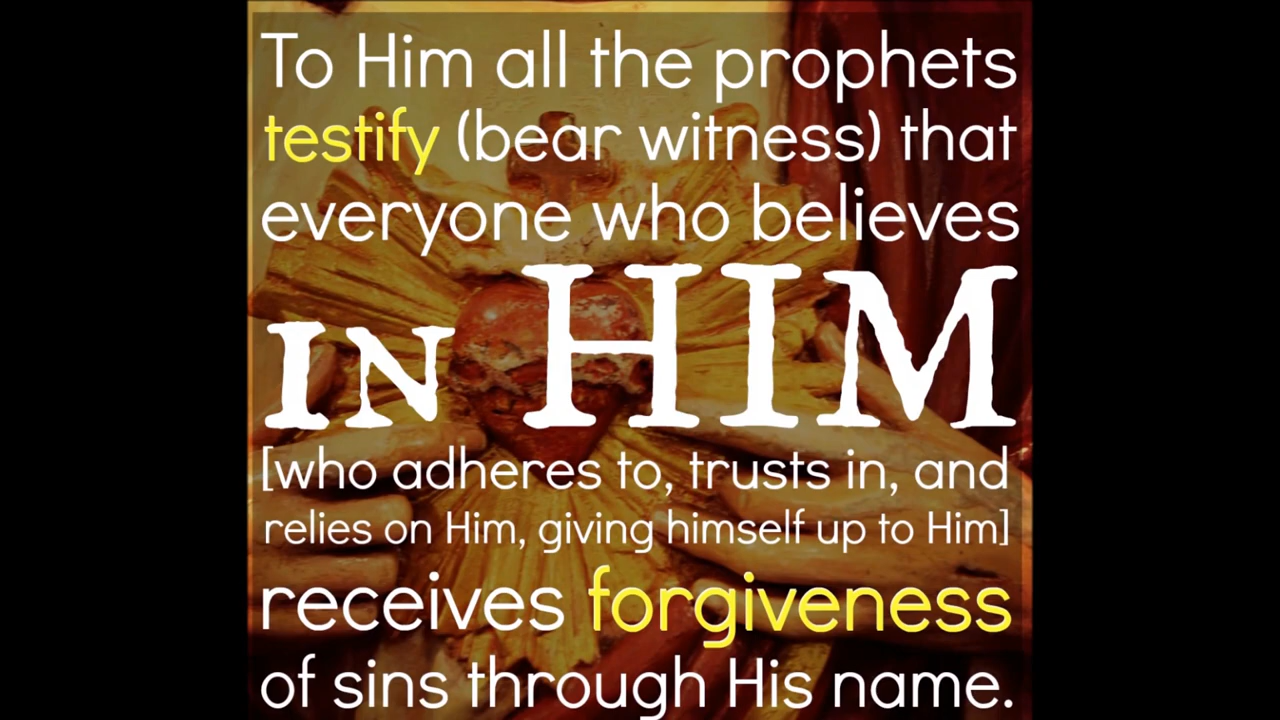 To Him all the prophets
testify (bear witness) that
everyone who believes
IN HIM
[who adheres to, trusts in, and
relies on Him, giving himself up to Him]
receives forgiveness
of sins through His name.